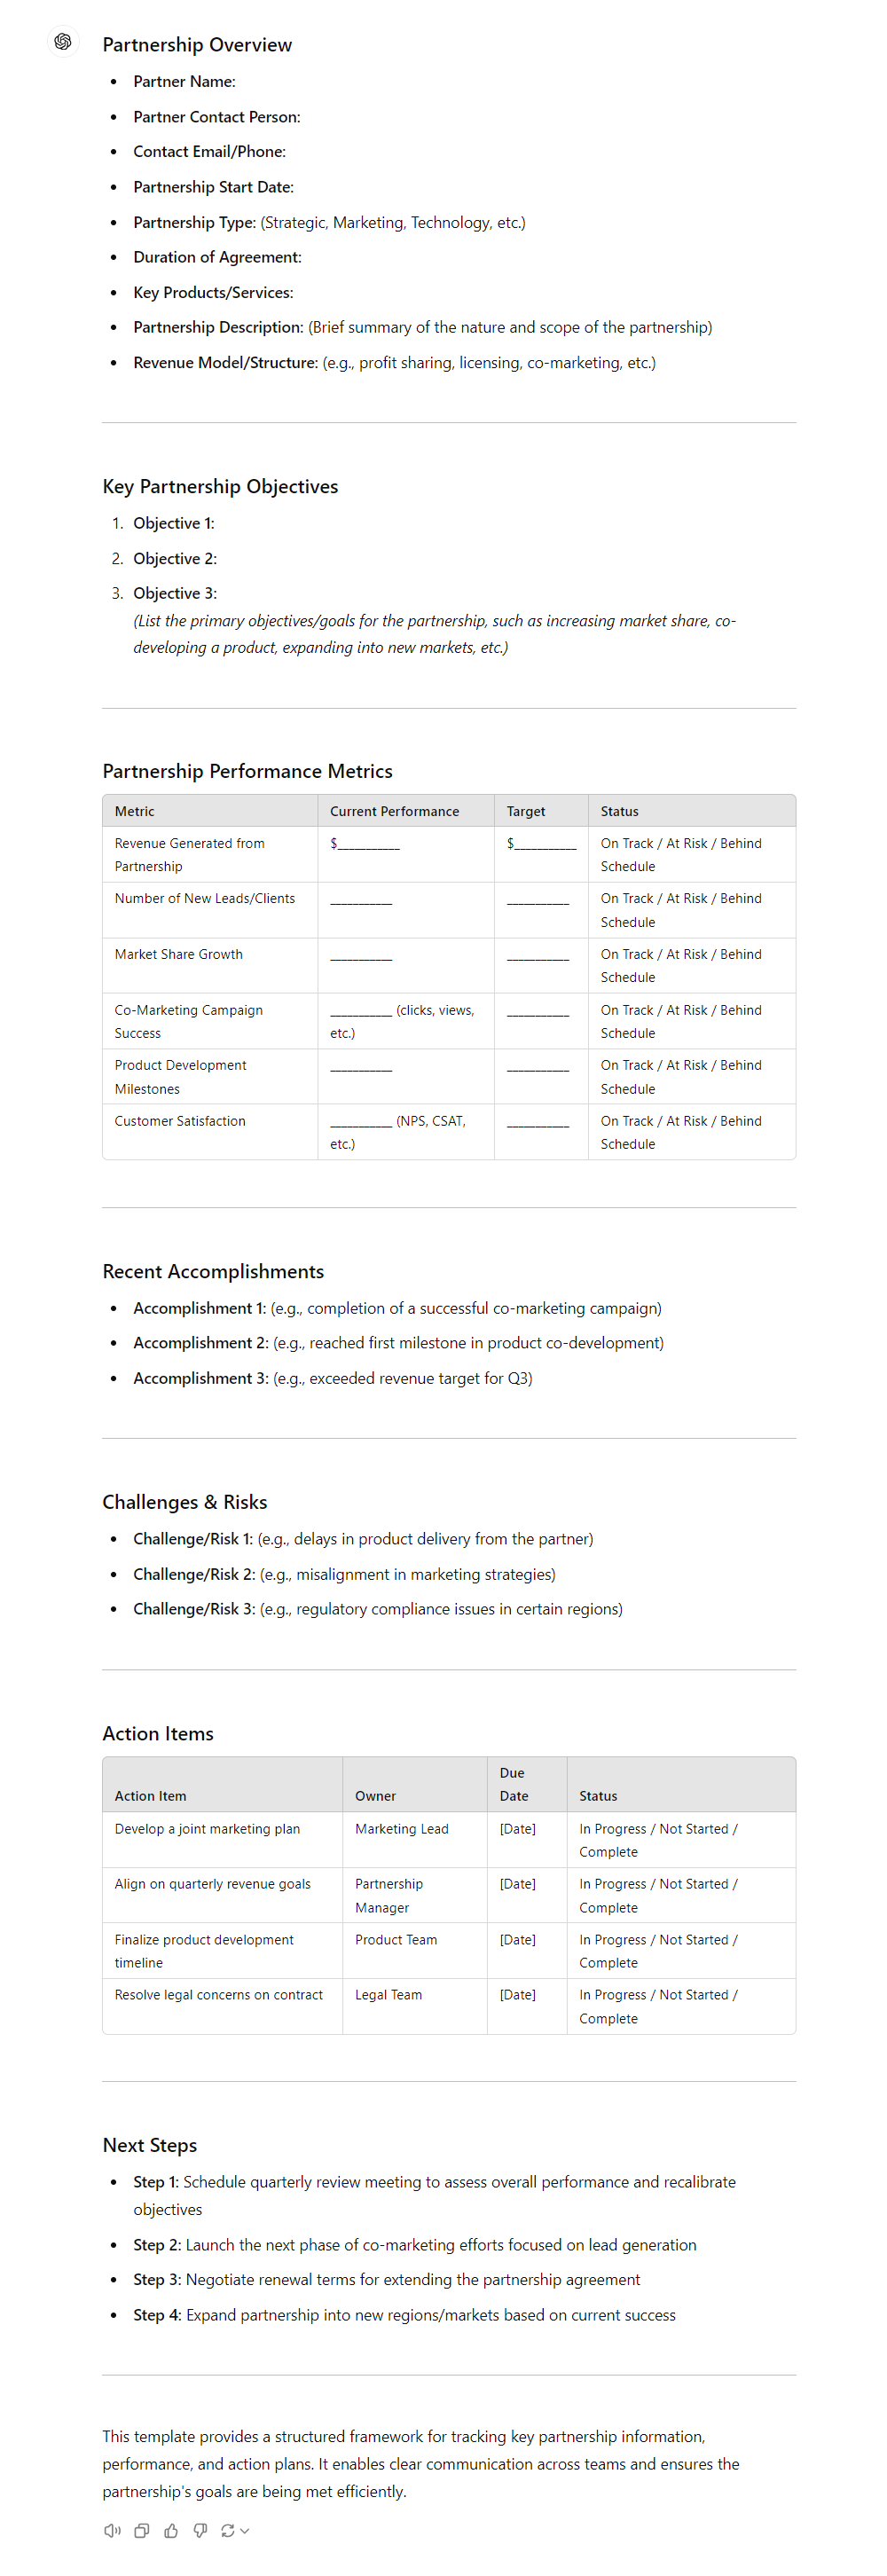 Partnership Overview
• Partner Name:
• Partner Contact Person:
• Contact Email/Phone:
• Partnership Start Date:
• Partnership Type: (Strategic, Marketing, Technology, etc.)
• Duration of Agreement:
• Key Products/Services:
• Partnership Description: (Brief summary of the nature and scope of the partnership)
• Revenue Model/Structure: (e.g., profit sharing, licensing, co-marketing, etc.)
Key Partnership Objectives
1. Objective 1:
2. Objective 2:
3. Objective 3:
(List the primary objectives/goals for the partnership, such as increasing market share, co-
developing a product, expanding into new markets, etc.)
Partnership Performance Metrics
Metric Current Performance Target Status
Revenue Generated from $__________ $__________ On Track / At Risk / Behind
Partnership Schedule
Number of New Leads/Clients __________ __________ On Track / At Risk / Behind
Schedule
Market Share Growth __________ __________ On Track / At Risk / Behind
Schedule
Co-Marketing Campaign __________ (clicks, views, __________ On Track / At Risk / Behind
Success etc.) Schedule
Product Development __________ __________ On Track / At Risk / Behind
Milestones Schedule
Customer Satisfaction __________ (NPS, CSAT, __________ On Track / At Risk / Behind
etc.) Schedule
Recent Accomplishments
• Accomplishment 1: (e.g., completion of a successful co-marketing campaign)
• Accomplishment 2: (e.g., reached first milestone in product co-development)
• Accomplishment 3: (e.g., exceeded revenue target for Q3)
Challenges & Risks
• Challenge/Risk 1: (e.g., delays in product delivery from the partner)
• Challenge/Risk 2: (e.g., misalignment in marketing strategies)
• Challenge/Risk 3: (e.g., regulatory compliance issues in certain regions)
Action Items
Due
Action Item Owner Date Status
Develop a joint marketing plan Marketing Lead [Date] In Progress / Not Started /
Complete
Align on quarterly revenue goals Partnership [Date] In Progress / Not Started /
Manager Complete
Finalize product development Product Team [Date] In Progress / Not Started /
timeline Complete
Resolve legal concerns on contract Legal Team [Date] In Progress / Not Started /
Complete
Next Steps
• Step 1: Schedule quarterly review meeting to assess overall performance and recalibrate
objectives
• Step 2: Launch the next phase of co-marketing efforts focused on lead generation
• Step 3: Negotiate renewal terms for extending the partnership agreement
• Step 4: Expand partnership into new regions/markets based on current success
This template provides a structured framework for tracking key partnership information,
performance, and action plans. It enables clear communication across teams and ensures the
partnership's goals are being met efficiently.